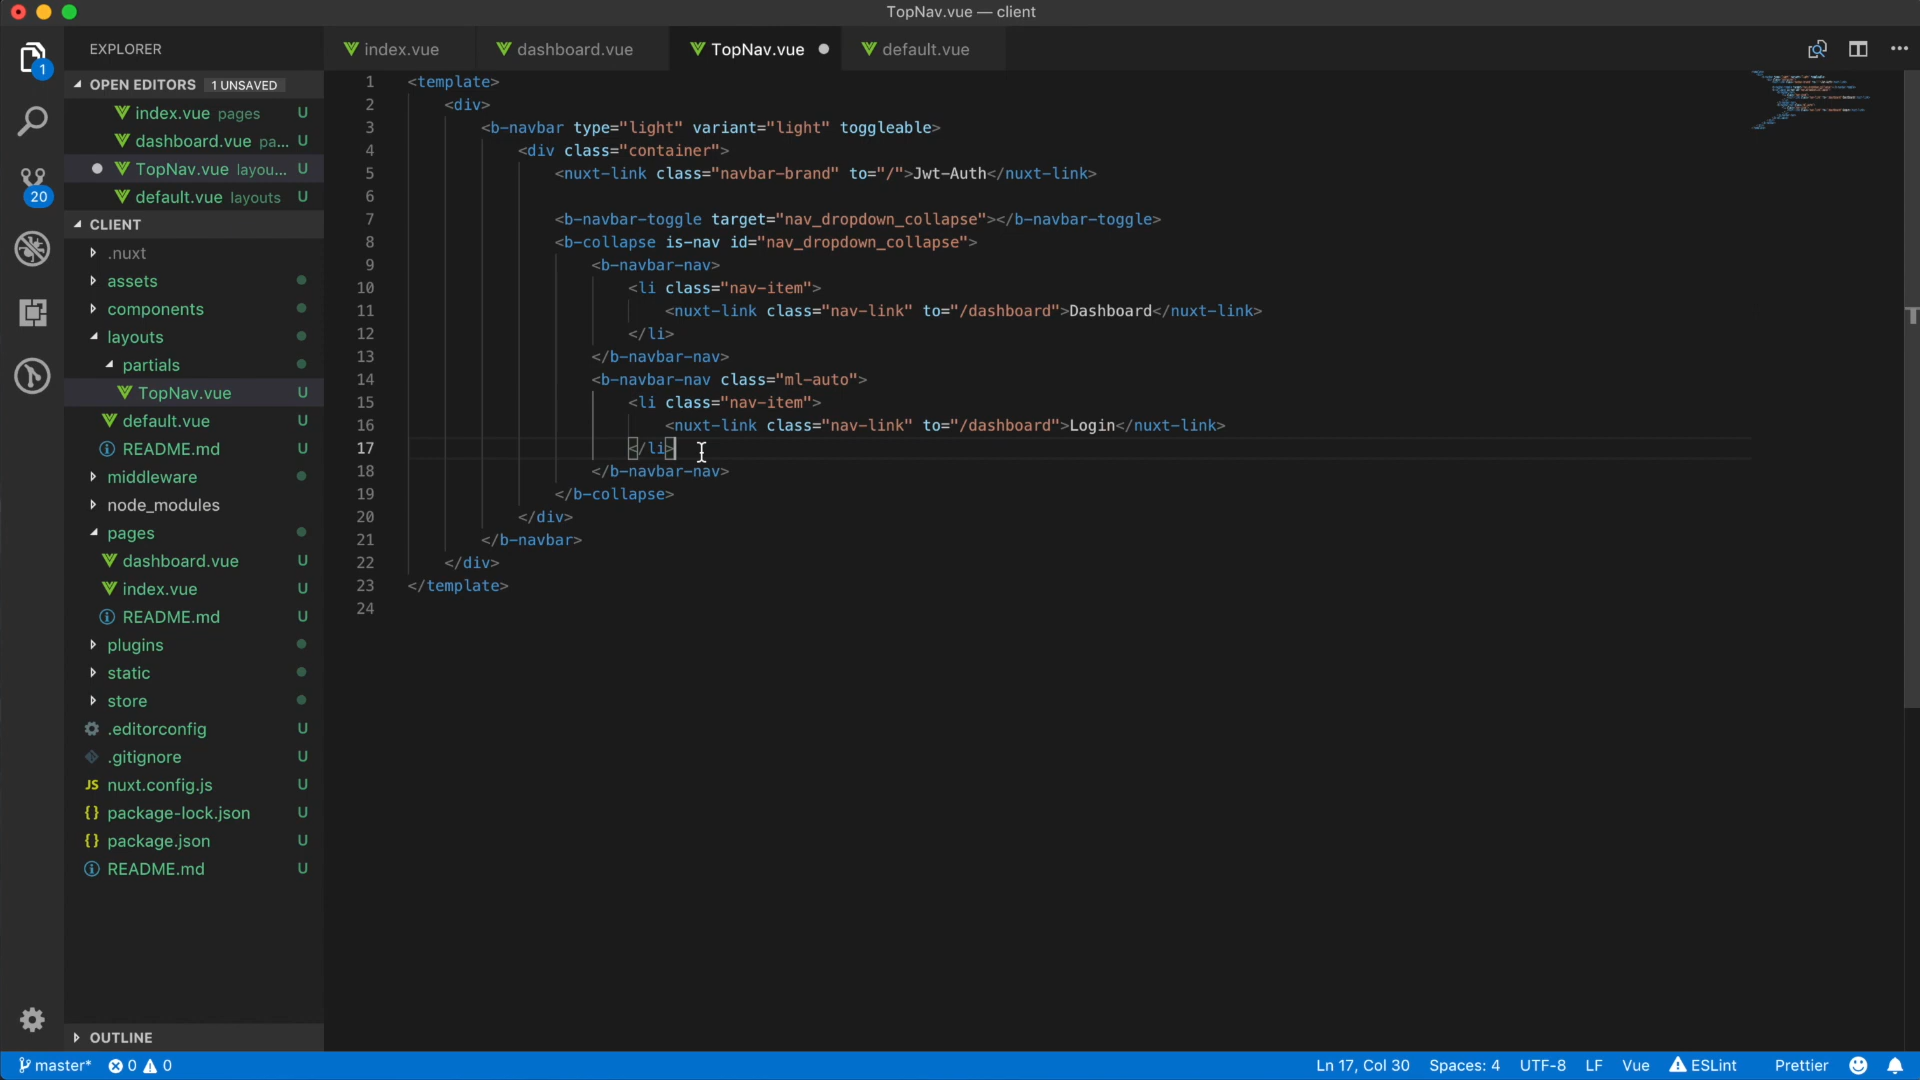 TopNav.vue — client
EXPLORER
index.vue
dashboard.vue
TopNav.vue
default.vue
1
OPEN EDITORS 1 UNSAVED
index.vue pages U
dashboard.vue pa... U
TopNav.vue layou... U
default.vue layouts U
20
CLIENT
.nuxt
assets
components
layouts
partials
TopNav.vue U
default.vue U
README.md U
middleware
node_modules
pages
dashboard.vue U
index.vue U
README.md U
plugins
static
store
.editorconfig U
.gitignore U
JS nuxt.config.js U
{} package-lock.json U
{} package.json U
README.md U
OUTLINE
1 <template>
2 <div>
3 <b-navbar type="light" variant="light" toggleable>
4 <div class="container">
5 <nuxt-link class="navbar-brand" to="/">Jwt-Auth</nuxt-link>
6
7 <b-navbar-toggle target="nav_dropdown_collapse"></b-navbar-toggle>
8 <b-collapse is-nav id="nav_dropdown_collapse">
9 <b-navbar-nav>
10 <li class="nav-item">
11 <nuxt-link class="nav-link" to="/dashboard">Dashboard</nuxt-link>
12 </li>
13 </b-navbar-nav>
14 <b-navbar-nav class="ml-auto">
15 <li class="nav-item">
16 <nuxt-link class="nav-link" to="/dashboard">Login</nuxt-link>
17 </li>
18 </b-navbar-nav>
19 </b-collapse>
20 </div>
21 </b-navbar>
22 </div>
23 </template>
24
master* 0 0 Ln 17, Col 30 Spaces: 4 UTF-8 LF Vue ESLint Prettier